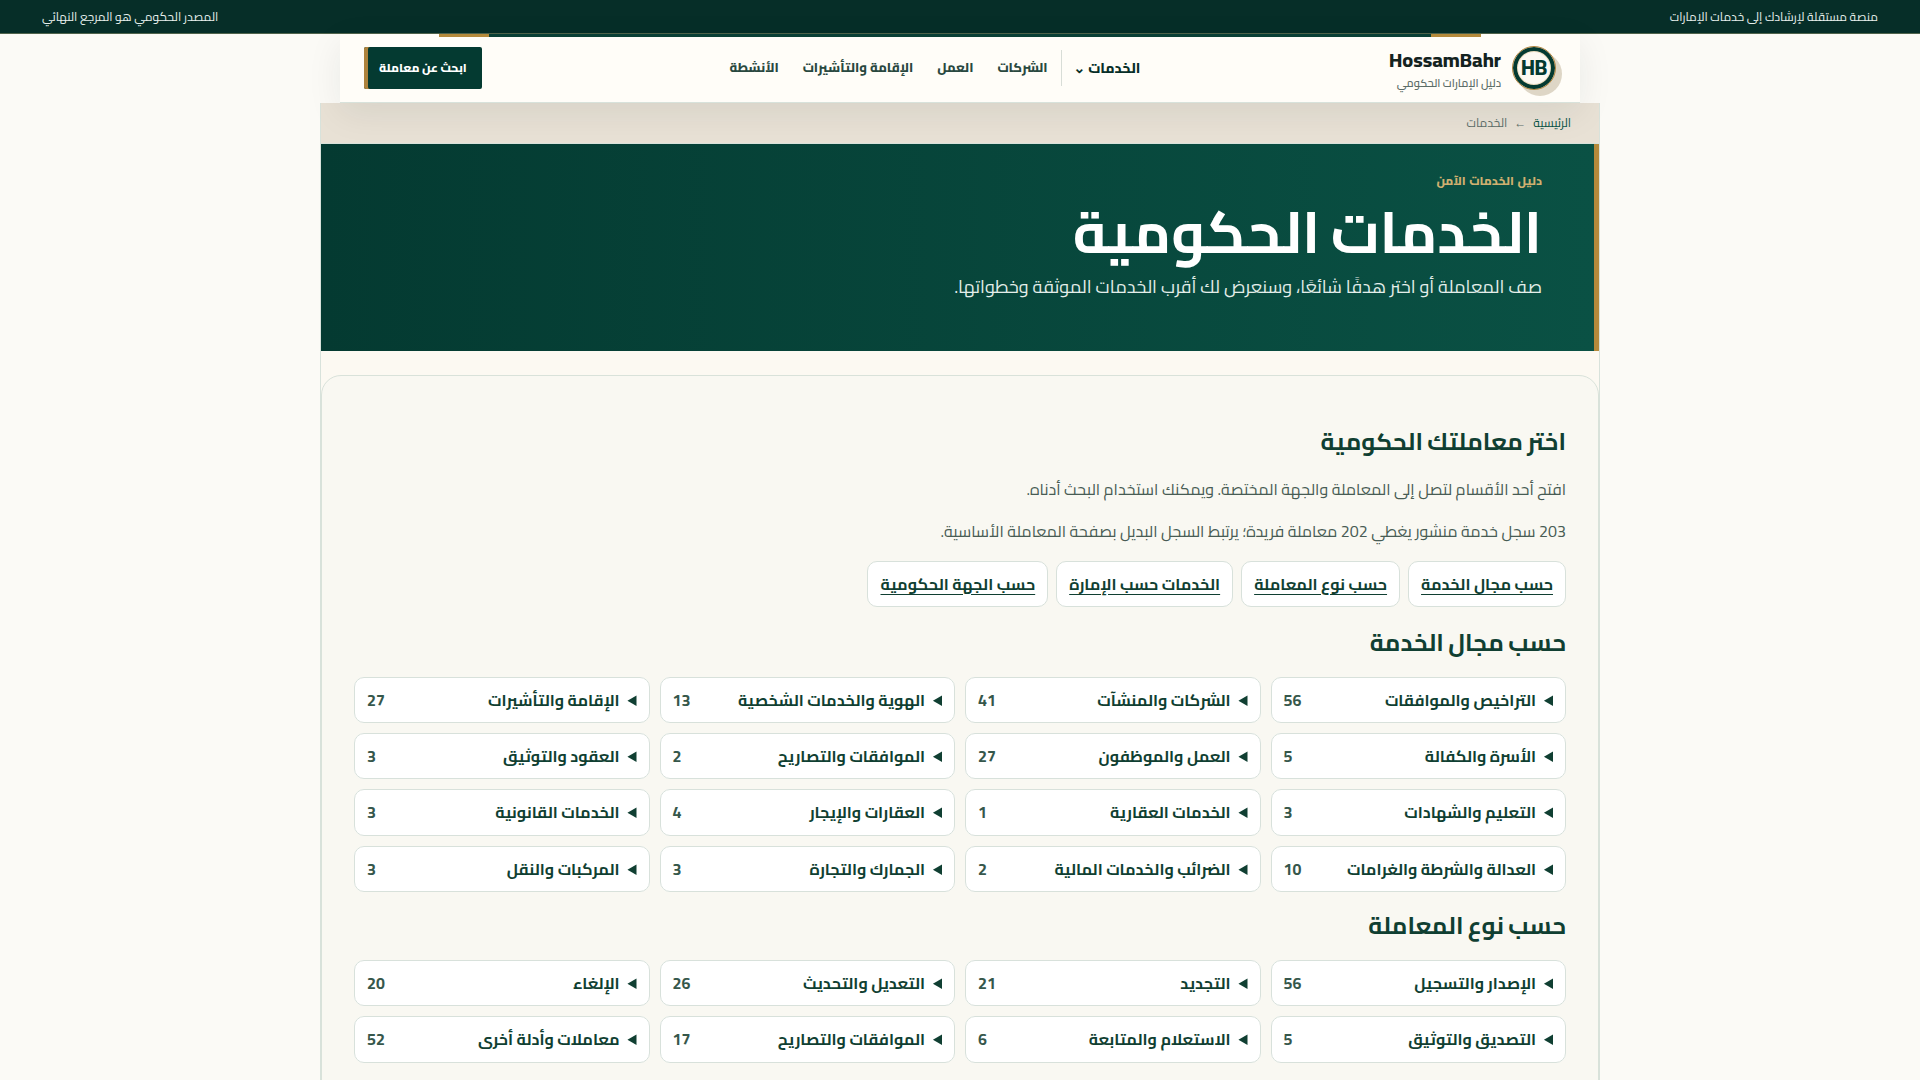 منصة مستقلة لإرشادك إلى خدمات الإمارات
المصدر الحكومي هو المرجع النهائي
HB
HossamBahr
دليل الإمارات الحكومي
الخدمات
الشركات
العمل
الإقامة والتأشيرات
الأنشطة
ابحث عن معاملة
الرئيسية ← الخدمات
دليل الخدمات الآمن
الخدمات الحكومية
صف المعاملة أو اختر هدفًا شائعًا، وسنعرض لك أقرب الخدمات الموثقة وخطواتها.
اختر معاملتك الحكومية
افتح أحد الأقسام لتصل إلى المعاملة والجهة المختصة. ويمكنك استخدام البحث أدناه.
203 سجل خدمة منشور يغطي 202 معاملة فريدة؛ يرتبط السجل البديل بصفحة المعاملة الأساسية.
حسب مجال الخدمة
حسب نوع المعاملة
الخدمات حسب الإمارة
حسب الجهة الحكومية
حسب مجال الخدمة
التراخيص والموافقات 56
الشركات والمنشآت 41
الهوية والخدمات الشخصية 13
الإقامة والتأشيرات 27
الأسرة والكفالة 5
العمل والموظفون 27
الموافقات والتصاريح 2
العقود والتوثيق 3
التعليم والشهادات 3
الخدمات العقارية 1
العقارات والإيجار 4
الخدمات القانونية 3
العدالة والشرطة والغرامات 10
الضرائب والخدمات المالية 2
الجمارك والتجارة 3
المركبات والنقل 3
حسب نوع المعاملة
الإصدار والتسجيل 56
التجديد 21
التعديل والتحديث 26
الإلغاء 20
التصديق والتوثيق 5
الاستعلام والمتابعة 6
الموافقات والتصاريح 17
معاملات وأدلة أخرى 52